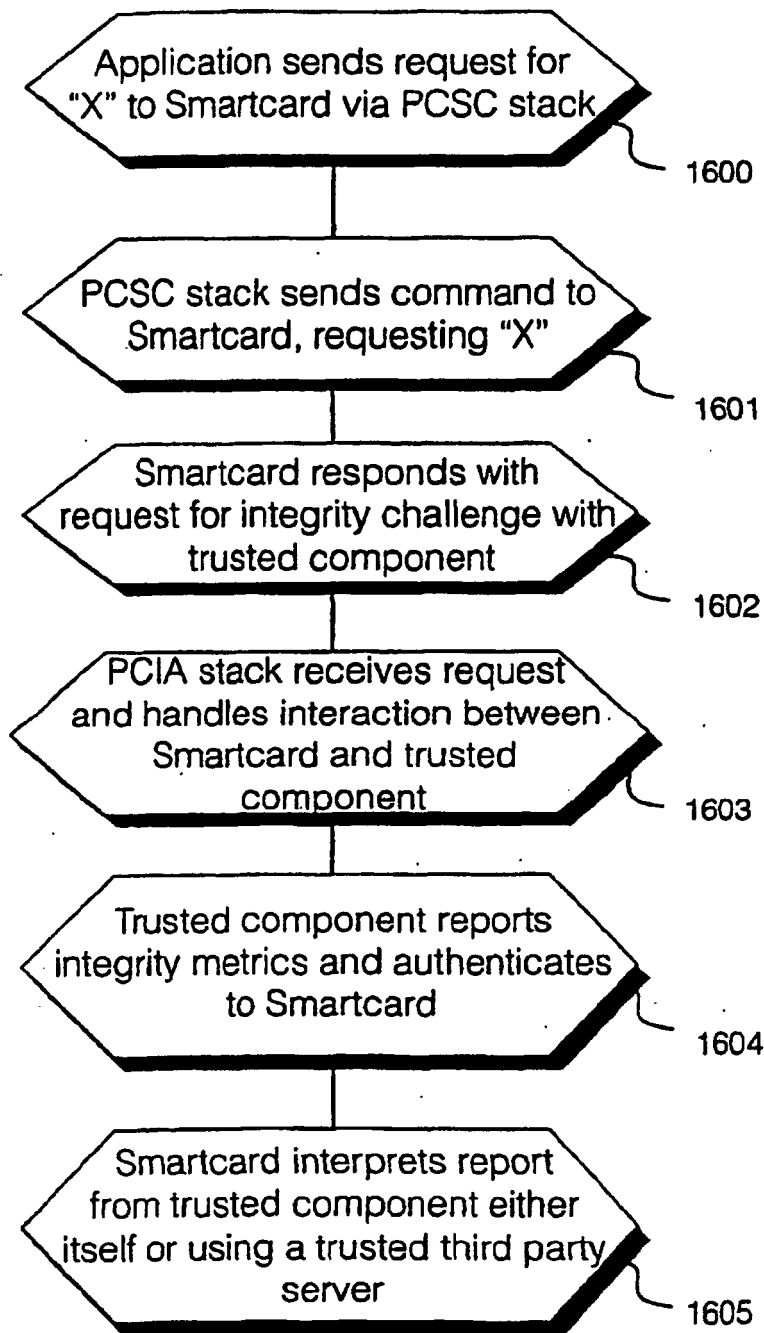 Application sends request for
“X” to Smartcard via PCSC stack
1600
PCSC stack sends command to
Smartcard, requesting “X”
1601
Smartcard responds with
request for integrity challenge with
trusted component
1602
PCIA stack receives request
and handles interaction between
Smartcard and trusted
component
1603
Trusted component reports
integrity metrics and authenticates
to Smartcard
1604
Smartcard interprets report
from trusted component either
itself or using a trusted third party
server
1605